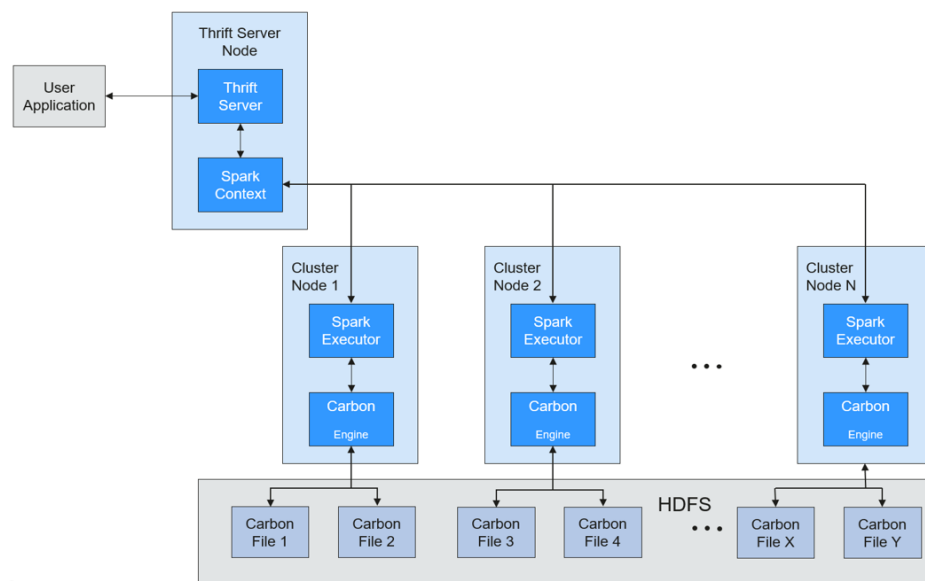 Thrift Server
Node
User
Application
Thrift
Server
Spark
Context
Cluster
Node 1
Spark
Executor
Carbon
Engine
Cluster
Node 2
Spark
Executor
Carbon
Engine
...
Cluster
Node N
Spark
Executor
Carbon
Engine
HDFS
Carbon
File 1
Carbon
File 2
Carbon
File 3
Carbon
File 4
...
Carbon
File X
Carbon
File Y